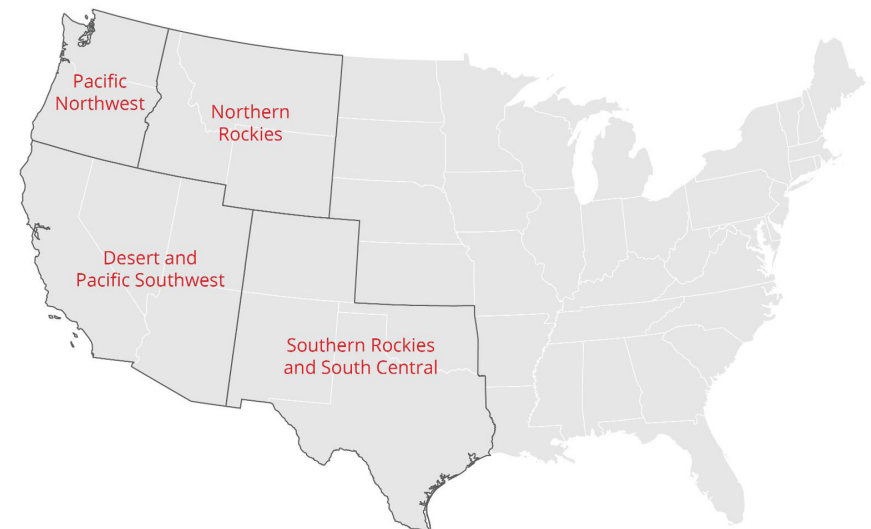 Pacific
Northwest
Northern
Rockies
Desert and
Pacific Southwest
Southern Rockies
and South Central